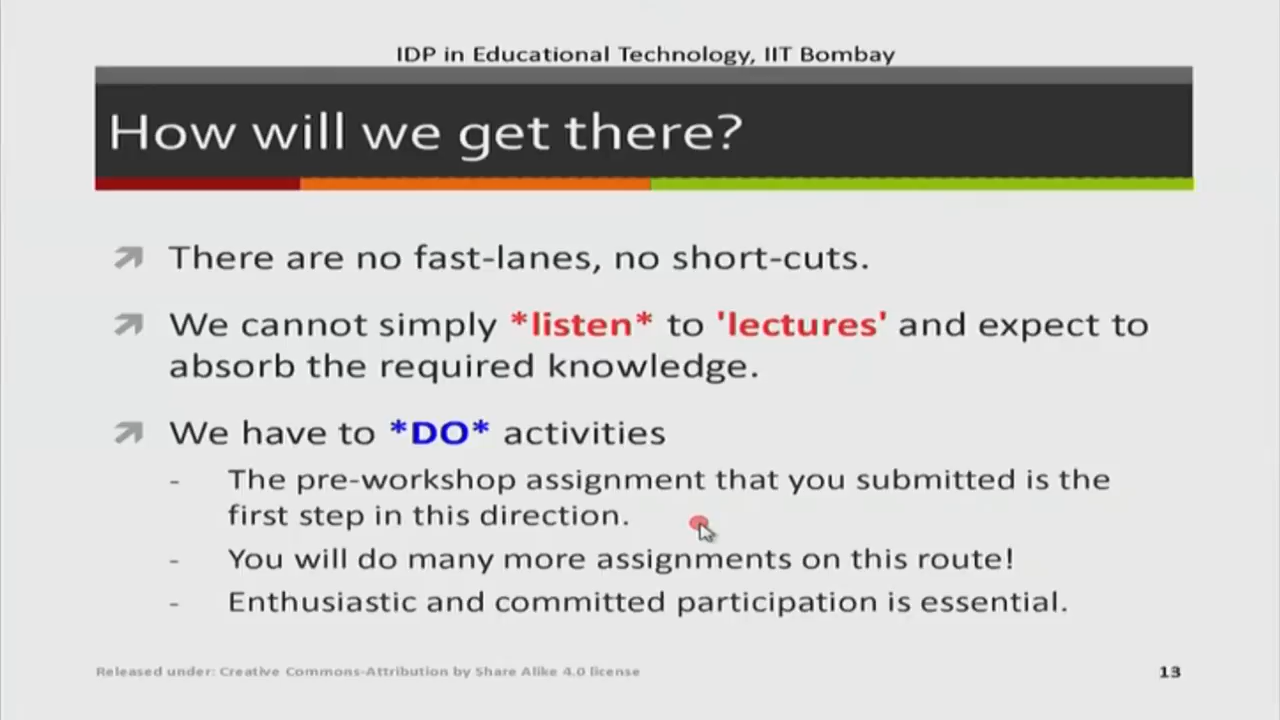 IDP in Educational Technology, IIT Bombay
How will we get there?
There are no fast-lanes, no short-cuts.
We cannot simply *listen* to 'lectures' and expect to
absorb the required knowledge.
We have to *DO* activities
- The pre-workshop assignment that you submitted is the
first step in this direction.
- You will do many more assignments on this route!
- Enthusiastic and committed participation is essential.
Released under: Creative Commons-Attribution by Share Alike 4.0 license
13